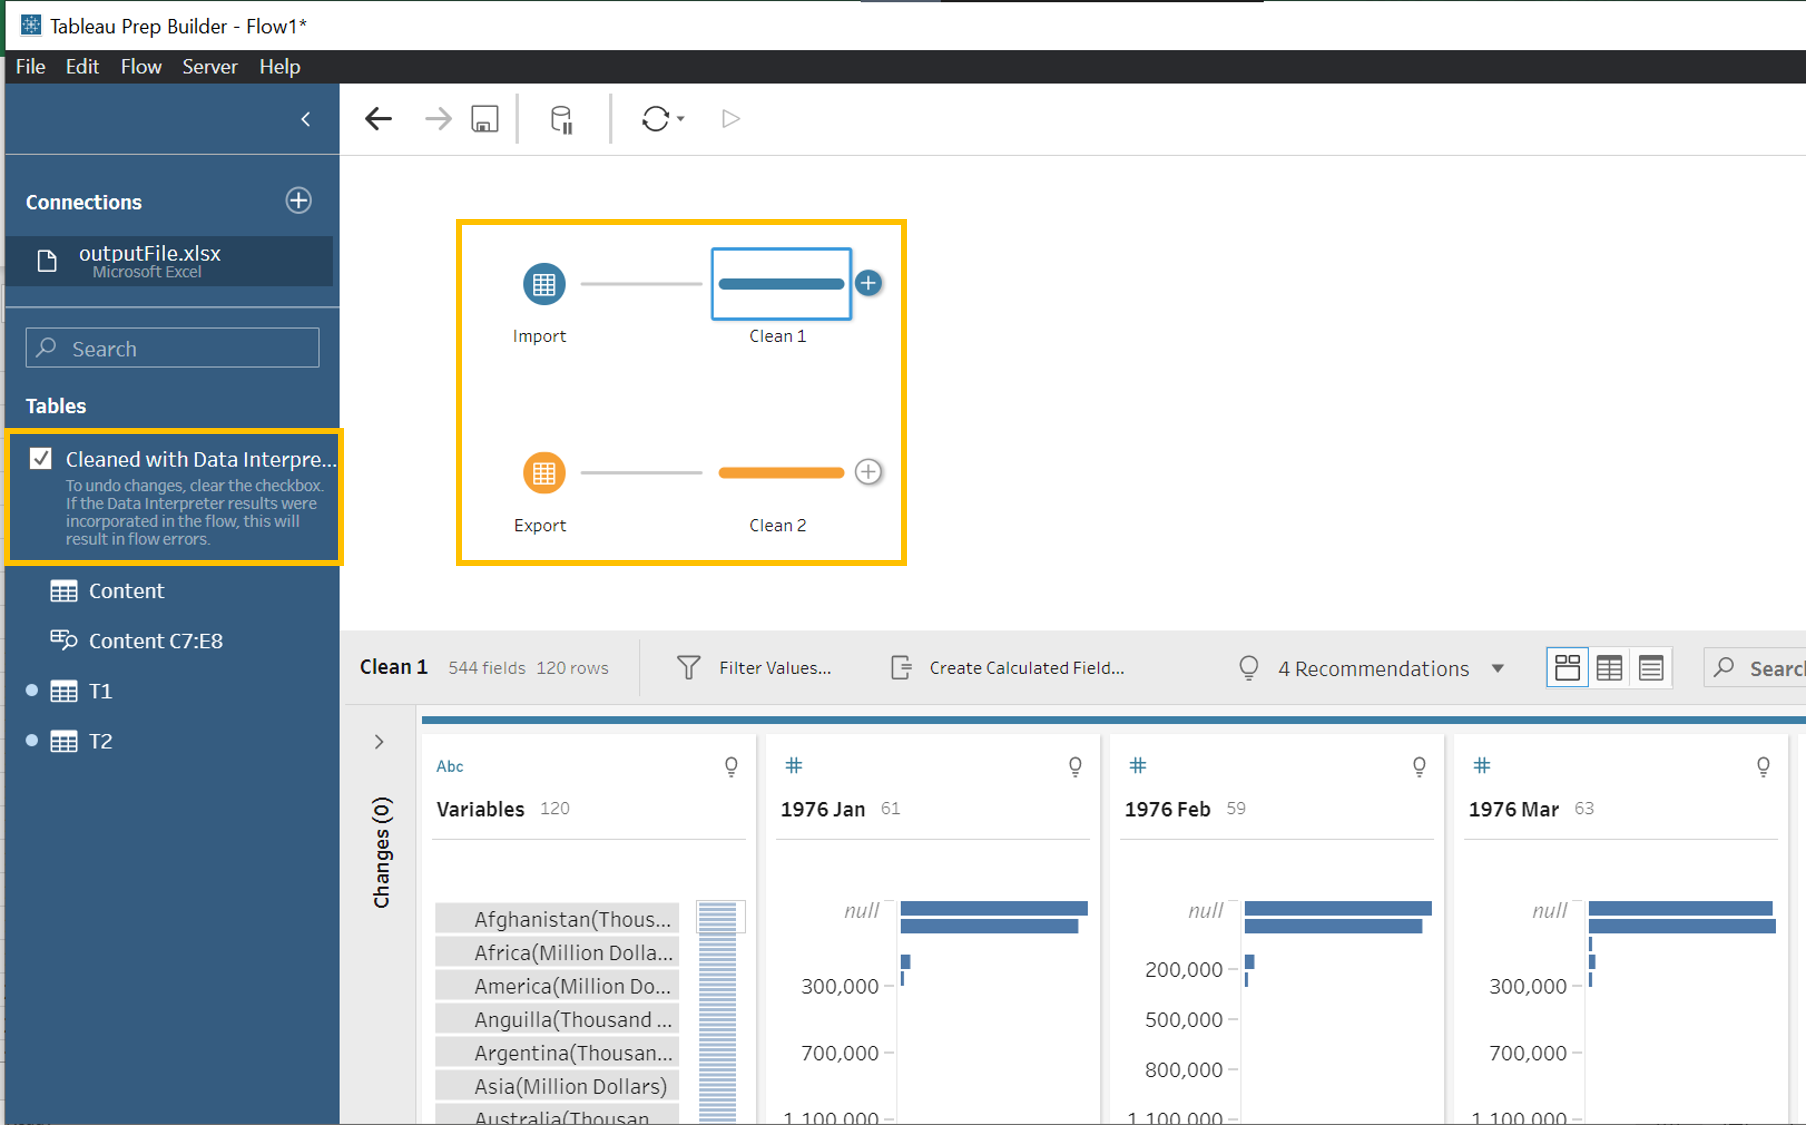 Tableau Prep Builder - Flow1*
File Edit Flow Server Help
Connections
outputFile.xlsx
Microsoft Excel
Search
Tables
Cleaned with Data Interpre...
To undo changes, clear the checkbox.
If the Data Interpreter results were
incorporated in the flow, this will
result in flow errors.
Content
Content C7:E8
T1
T2
Import
Clean 1
Export
Clean 2
Clean 1 544 fields 120 rows Filter Values... Create Calculated Field... 4 Recommendations Searc
Changes (0)
Abc
Variables 120
Afghanistan(Thous...
Africa(Million Dolla...
America(Million Do...
Anguilla(Thousand ...
Argentina(Thousan...
Asia(Million Dollars)
Australia(Thousan
#
1976 Jan 61
null
300,000
700,000
1,100,000
#
1976 Feb 59
null
200,000
500,000
800,000
1,100,000
#
1976 Mar 63
null
300,000
700,000
1,100,000